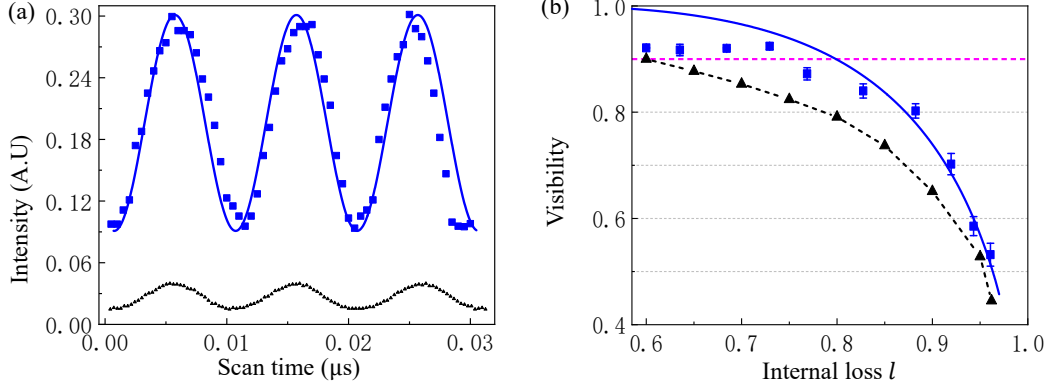 (a)
Intensity (A.U)
0.30
0.24
0.18
0.12
0.06
0.00
0.00 0.01 0.02 0.03
Scan time (μs)
(b)
Visibility
1.0
0.8
0.6
0.4
0.6 0.7 0.8 0.9 1.0
Internal loss l